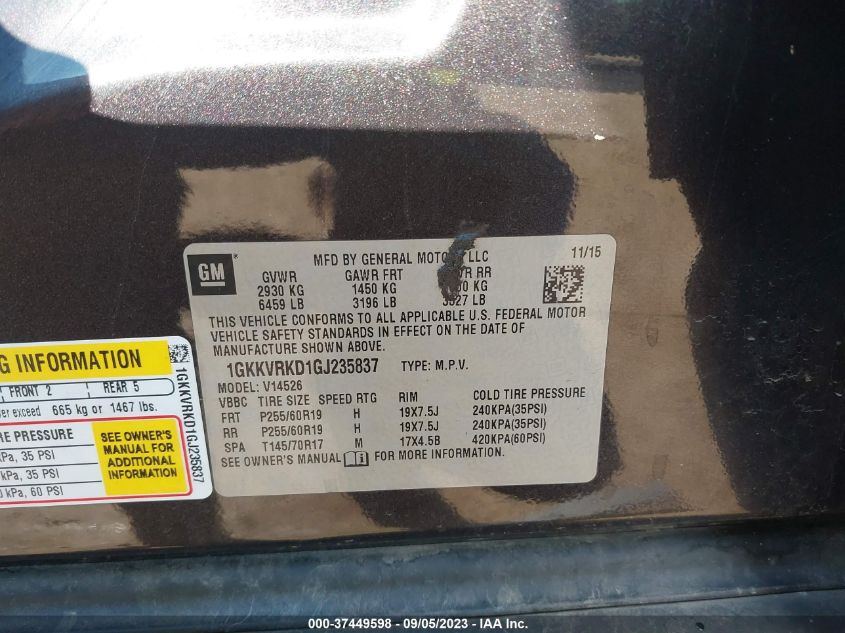 GM
MFD BY GENERAL LLC
11/15
GVWR GAWR FRT RR
2930 KG 1450 KG KG
6459 LB 3196 LB 3527 LB
THIS VEHICLE CONFORMS TO ALL APPLICABLE U.S. FEDERAL MOTOR
VEHICLE SAFETY STANDARDS IN EFFECT ON THE DATE OF
MANUFACTURE SHOWN ABOVE.
1GKKVRKD1GJ235837 TYPE: M.P.V.
MODEL: V14526
VBBC TIRE SIZE SPEED RTG RIM COLD TIRE PRESSURE
FRT P255/60R19 H 19X7.5J 240KPA(35PSI)
RR P255/60R19 H 19X7.5J 240KPA(35PSI)
SPA T145/70R17 M 17X4.5B 420KPA(60PSI)
SEE OWNER'S MANUAL FOR MORE INFORMATION.
G INFORMATION
FRONT 2 REAR 5
exceed 665 kg or 1467 lbs.
PRESSURE
kPa, 35 PSI
kPa, 35 PSI
kPa, 60 PSI
SEE OWNER'S
MANUAL FOR
ADDITIONAL
INFORMATION
1GKKVRKD1GJ235837
000-37449598 - 09/05/2023 - IAA Inc.